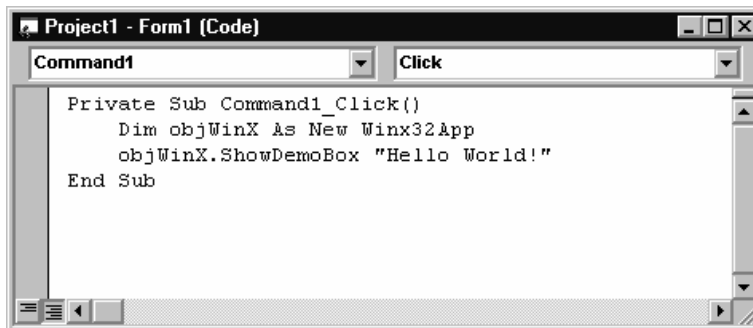 Project1 - Form1 (Code)
Command1 Click
Private Sub Command1_Click()
Dim objWinX As New Winx32App
objWinX.ShowDemoBox "Hello World!"
End Sub